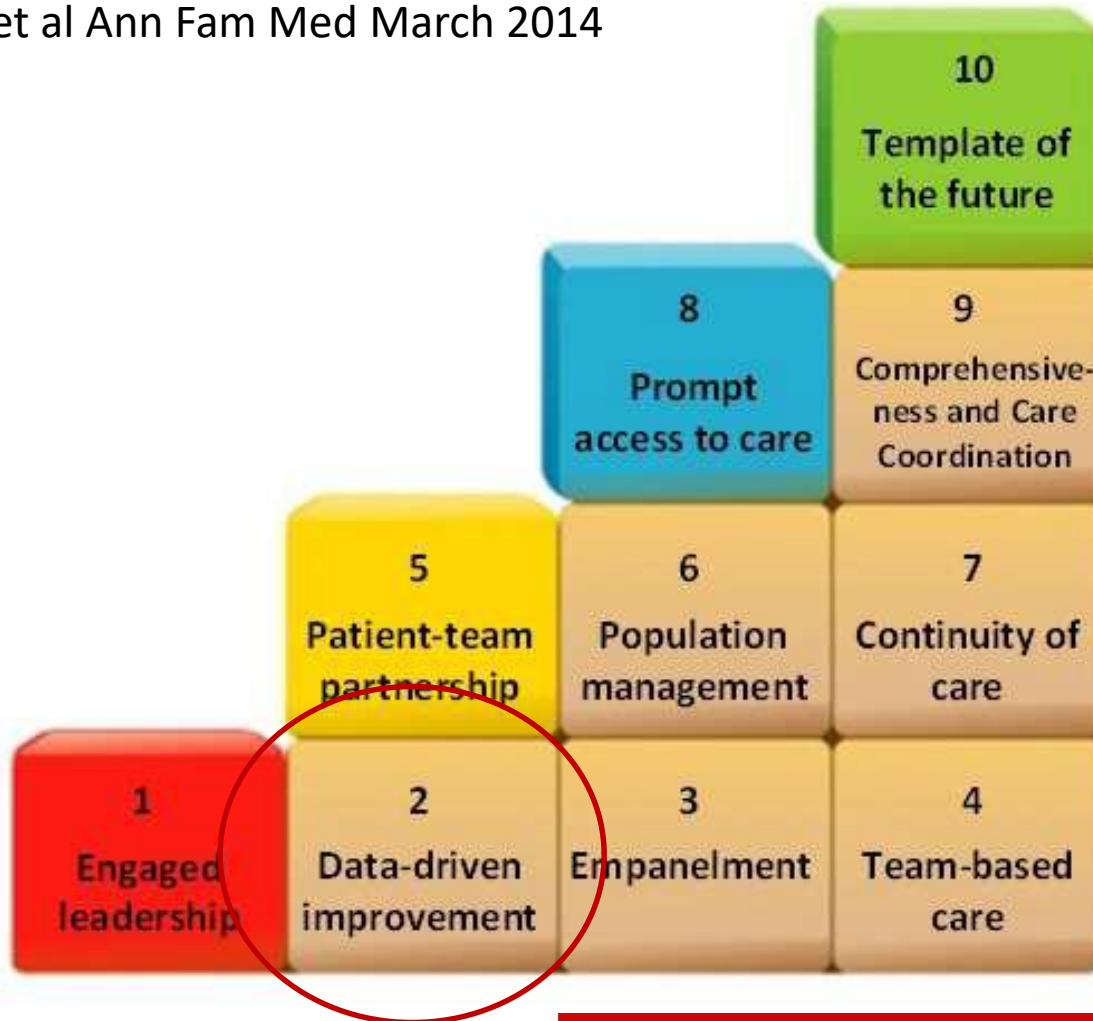 et al Ann Fam Med March 2014
10
Template of
the future
8
Prompt
access to care
9
Comprehensive-
ness and Care
Coordination
5
Patient-team
partnership
6
Population
management
7
Continuity of
care
1
Engaged
leadership
2
Data-driven
improvement
3
Empanelment
4
Team-based
care